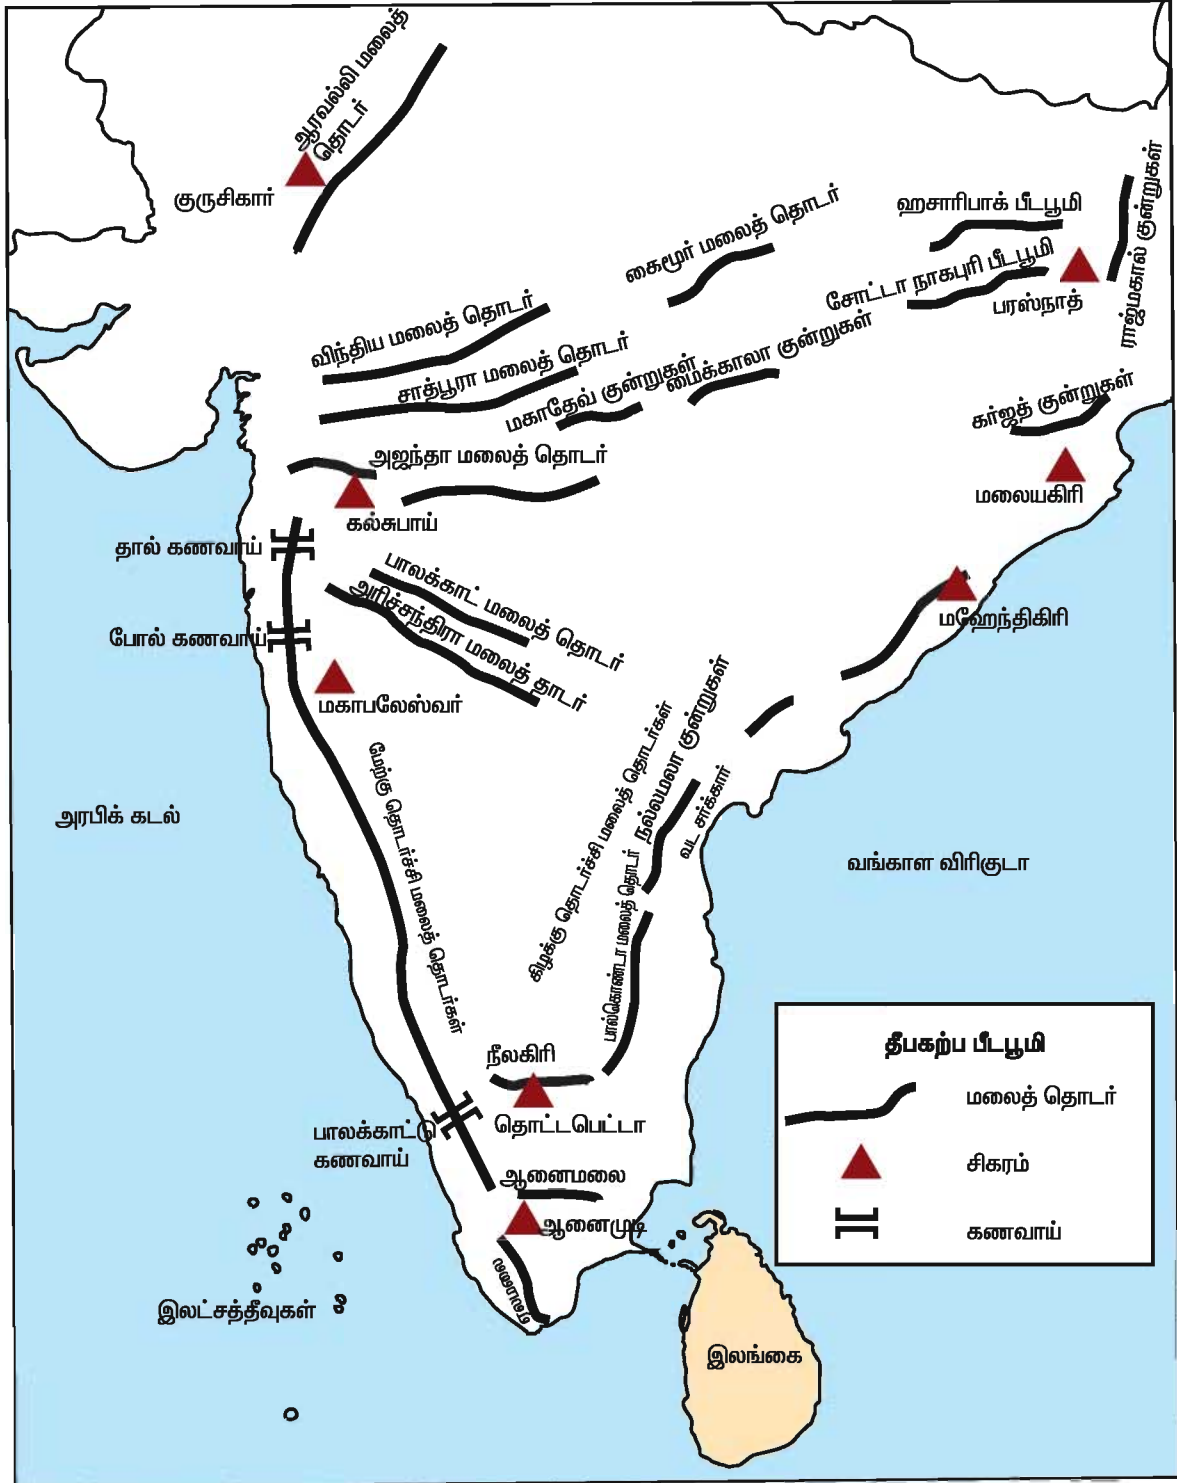 ஆரவல்லி மலைத்
தொடர்
குருசிகார்
கைமூர் மலைத் தொடர்
ஹசாரிபாக் பீடபூமி
சோட்டா நாகபுரி பீடபூமி
பரஸ்நாத்
ராஜ்மகால் குன்றுகள்
விந்திய மலைத் தொடர்
சாத்பூரா மலைத் தொடர்
மகாதேவ் குன்றுகள்
மைக்காலா குன்றுகள்
கர்ஜத் குன்றுகள்
அஜந்தா மலைத் தொடர்
கல்சுபாய்
மலையகிரி
தால் கணவாய்
போல் கணவாய்
பாலக்காட் மலைத் தொடர்
அரிச்சந்திரா மலைத் தாடர்
மஹேந்திகிரி
மகாபலேஸ்வர்
மேற்கு தொடர்ச்சி மலைத் தொடர்கள்
கிழக்கு தொடர்ச்சி மலைத் தொடர்கள்
நல்லமலா குன்றுகள்
வட சர்க்கார்
பால்கொண்டா மலைத் தொடர்
அரபிக் கடல்
வங்காள விரிகுடா
நீலகிரி
தொட்டபெட்டா
பாலக்காட்டு
கணவாய்
ஆனைமலை
ஆனைமுடி
ஏலமலை
இலட்சத்தீவுகள்
இலங்கை
தீபகற்ப பீடபூமி
மலைத் தொடர்
சிகரம்
கணவாய்